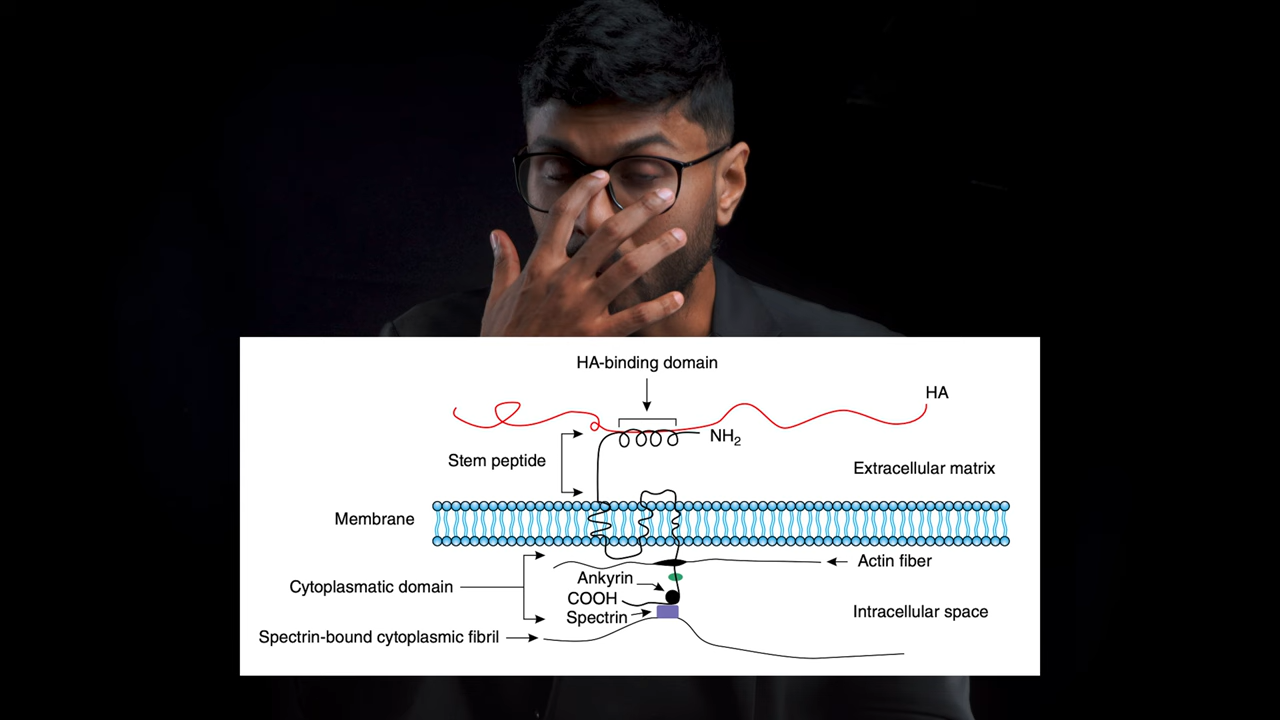 HA-binding domain
HA
NH₂
Stem peptide
Extracellular matrix
Membrane
Actin fiber
Ankyrin
Cytoplasmatic domain
COOH
Intracellular space
Spectrin
Spectrin-bound cytoplasmic fibril